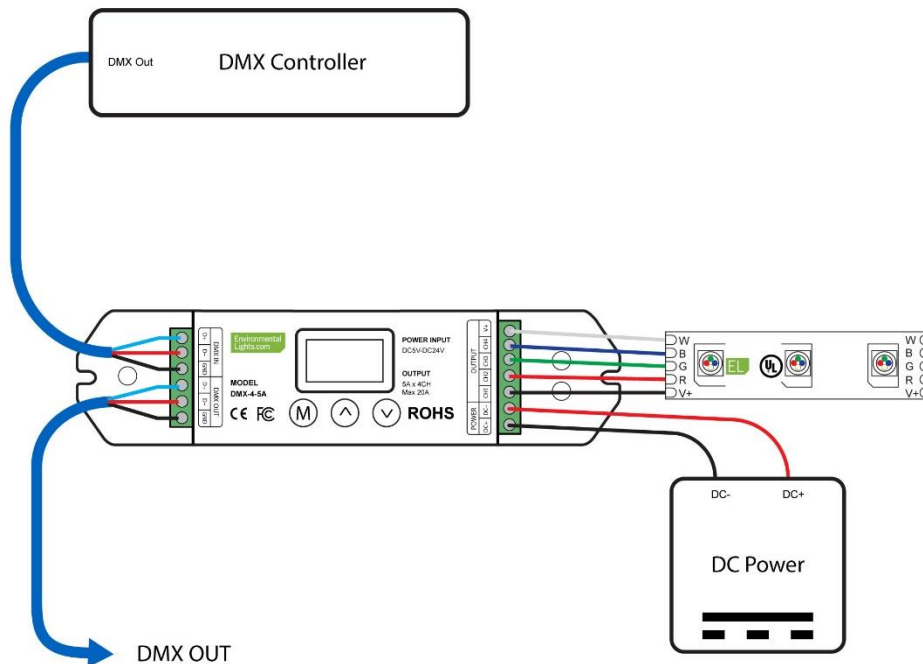 DMX Out
DMX Controller
DMX IN
DMX OUT
D-
D+
GND
D-
D+
GND
Environmental
Lights.com
MODEL
DMX-4-5A
CE FC
M
POWER INPUT
DC5V-DC24V
OUTPUT
5A x 4CH
Max 20A
ROHS
OUTPUT
POWER
V+
CH4
CH3
CH2
CH1
DC-
DC+
W
B
G
R
V+
EL
UL
W
B
G
R
V+
DC-
DC+
DC Power
DMX OUT